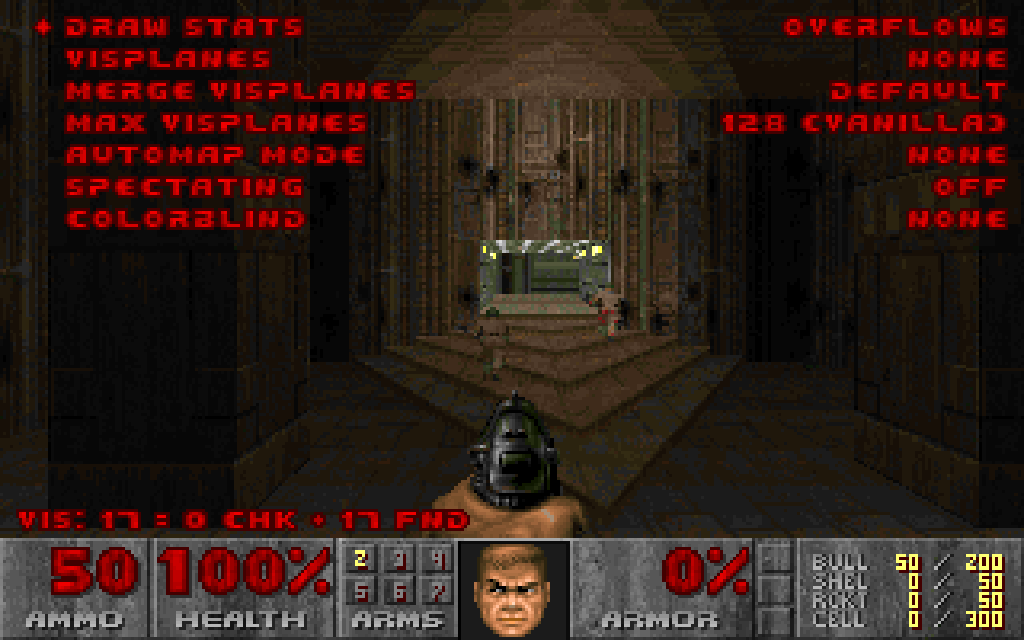 DRAW STATS OVERFLOWS
VISPLANES NONE
MERGE VISPLANES DEFAULT
MAX VISPLANES 128 (VANILLA)
AUTOMAP MODE NONE
SPECTATING OFF
COLORBLIND NONE
VIS: 17 = 0 CHK + 17 FND
50 100% 2 3 4 0% BULL 50 / 200
5 6 7 SHEL 0 / 50
RCKT 0 / 50
AMMO HEALTH ARMS ARMOR CELL 0 / 300